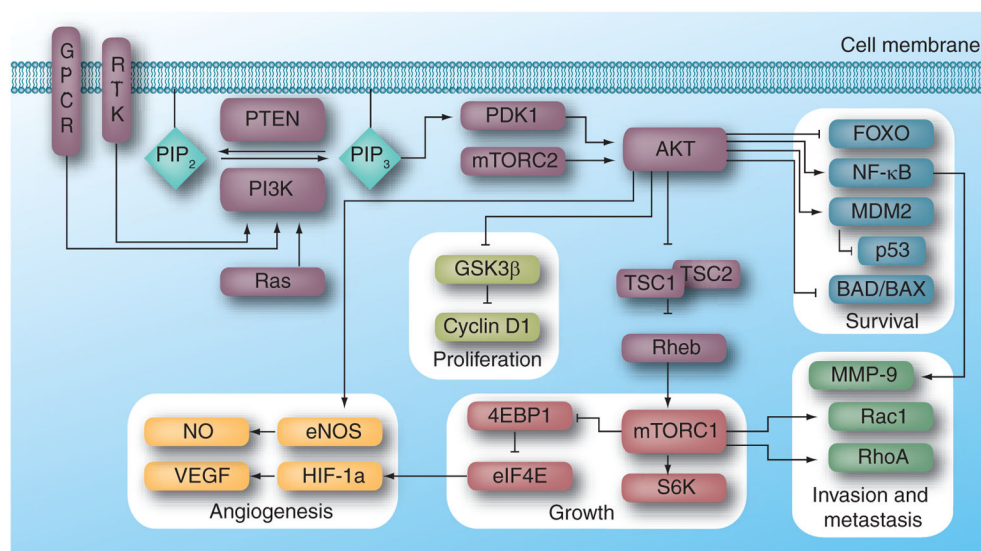 Cell membrane
GPCR
RTK
PTEN
PIP2
PIP3
PI3K
Ras
PDK1
mTORC2
AKT
FOXO
NF-κB
MDM2
p53
BAD/BAX
Survival
GSK3β
Cyclin D1
Proliferation
TSC1
TSC2
Rheb
MMP-9
Rac1
RhoA
Invasion and
metastasis
4EBP1
mTORC1
eIF4E
S6K
Growth
NO
eNOS
VEGF
HIF-1a
Angiogenesis